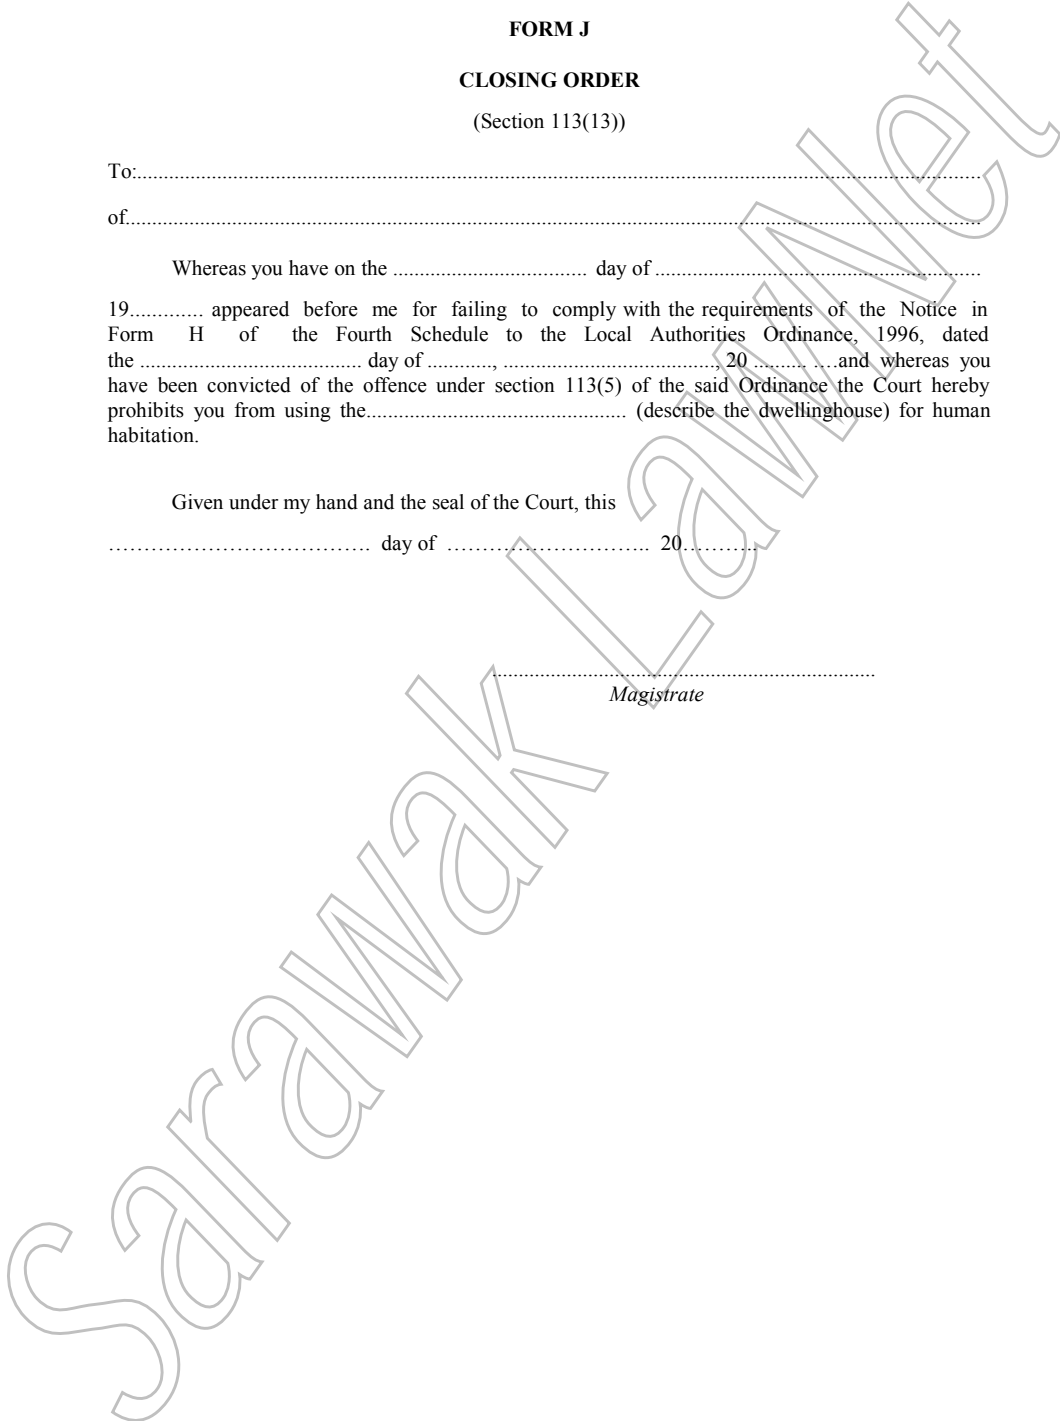 FORM J
CLOSING ORDER
(Section 113(13))
To:................................................................................................................................................................
of..................................................................................................................................................................
Whereas you have on the ..................................... day of ..............................................................
19.............. appeared before me for failing to comply with the requirements of the Notice in
Form H of the Fourth Schedule to the Local Authorities Ordinance, 1996, dated
the .......................................... day of ............, ........................................, 20 .......... ….and whereas you
have been convicted of the offence under section 113(5) of the said Ordinance the Court hereby
prohibits you from using the................................................. (describe the dwellinghouse) for human
habitation.
Given under my hand and the seal of the Court, this
………………………………. day of ……………………….. 20………..
........................................................................
Magistrate
Sarawak LawNet